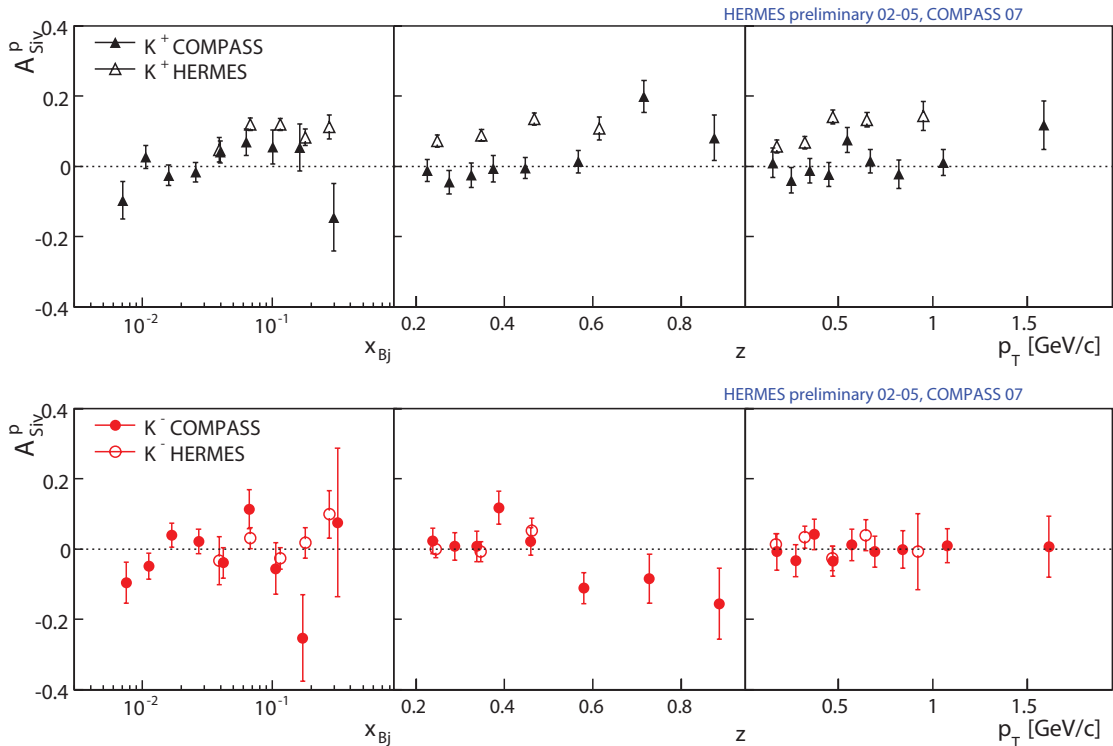 HERMES preliminary 02-05, COMPASS 07
A^p_Siv
K^+ COMPASS
K^+ HERMES
0.4
0.2
0
-0.2
-0.4
10^-2 10^-1 0.2 0.4 0.6 0.8 0.5 1 1.5
x_Bj z p_T [GeV/c]
HERMES preliminary 02-05, COMPASS 07
A^p_Siv
K^- COMPASS
K^- HERMES
0.4
0.2
0
-0.2
-0.4
10^-2 10^-1 0.2 0.4 0.6 0.8 0.5 1 1.5
x_Bj z p_T [GeV/c]